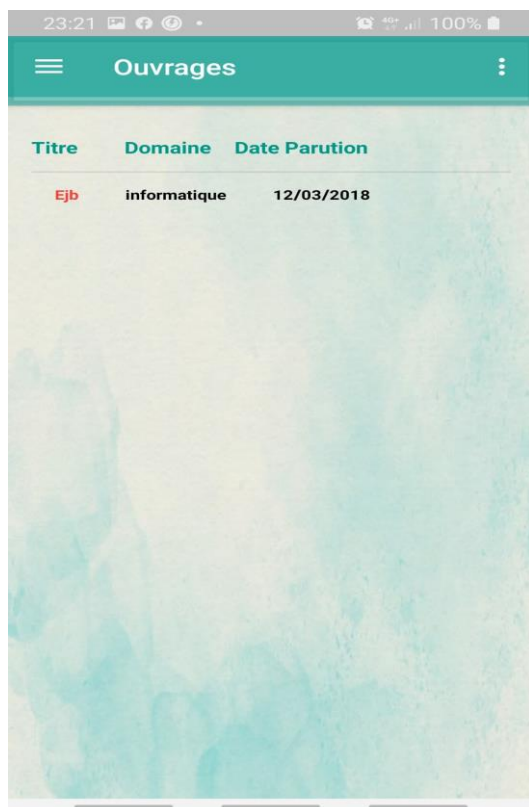 23:21 100%
Ouvrages
Titre Domaine Date Parution
Ejb informatique 12/03/2018